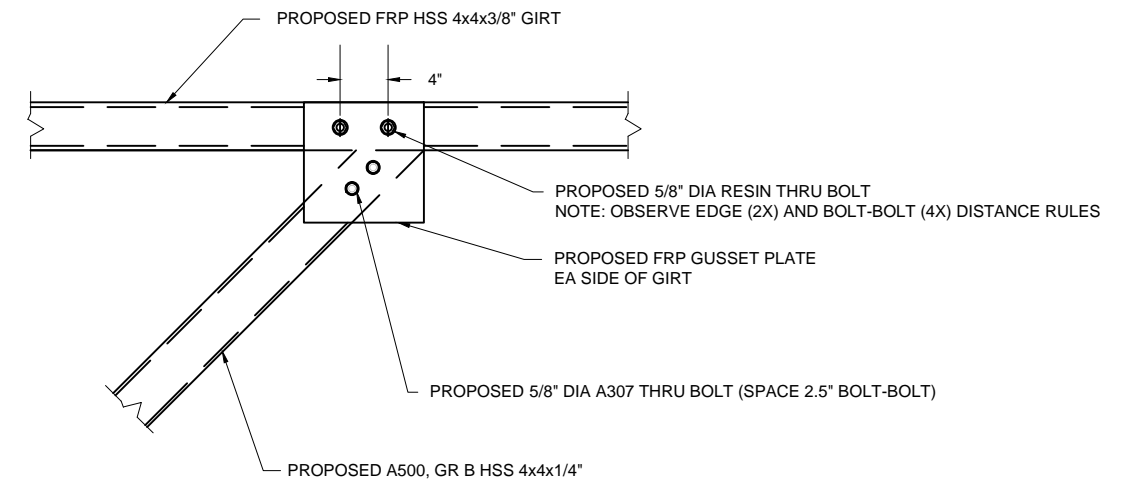 PROPOSED FRP HSS 4x4x3/8" GIRT
4"
PROPOSED 5/8" DIA RESIN THRU BOLT
NOTE: OBSERVE EDGE (2X) AND BOLT-BOLT (4X) DISTANCE RULES
PROPOSED FRP GUSSET PLATE
EA SIDE OF GIRT
PROPOSED 5/8" DIA A307 THRU BOLT (SPACE 2.5" BOLT-BOLT)
PROPOSED A500, GR B HSS 4x4x1/4"